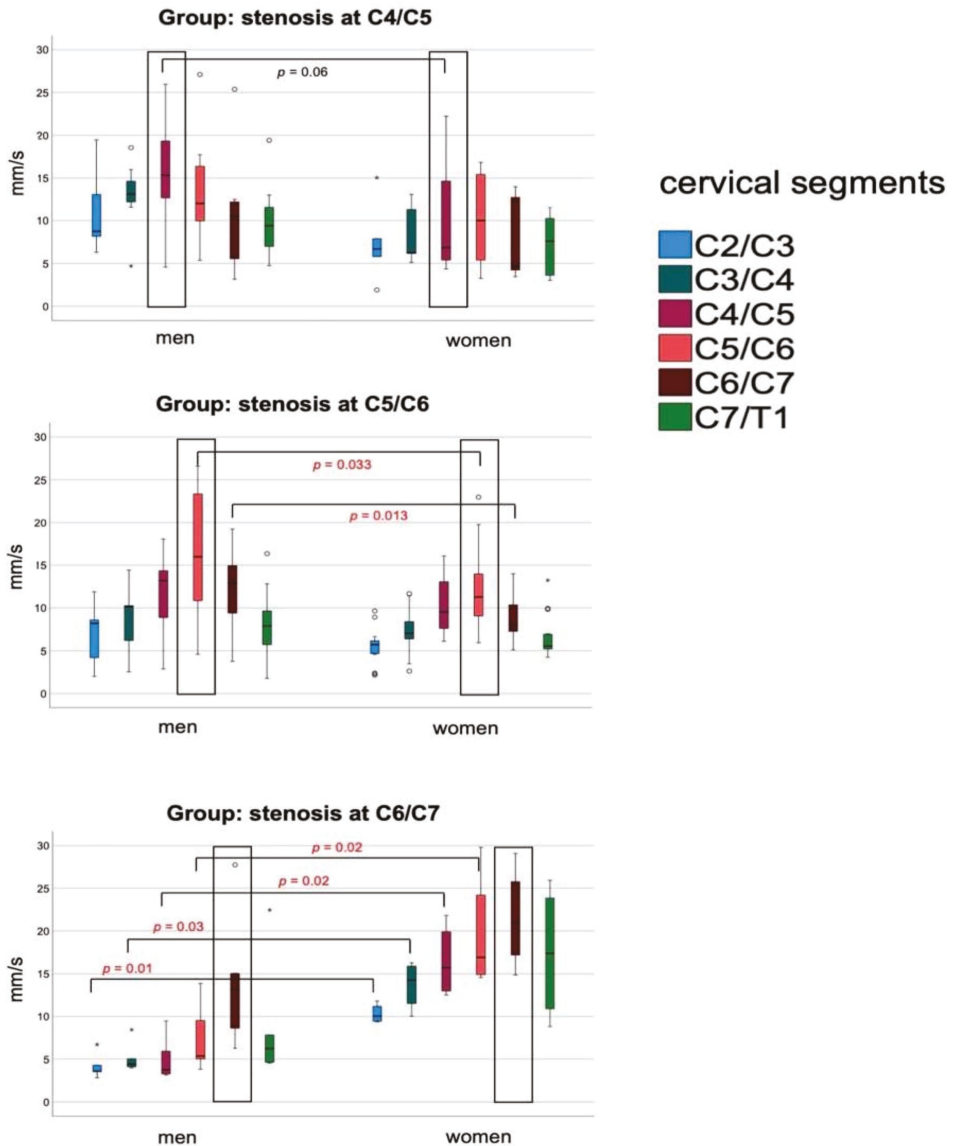 Group: stenosis at C4/C5
30
25
20
15
10
5
0
mm/s
p = 0.06
men
women
cervical segments
C2/C3
C3/C4
C4/C5
C5/C6
C6/C7
C7/T1
Group: stenosis at C5/C6
30
25
20
15
10
5
0
mm/s
p = 0.033
p = 0.013
men
women
Group: stenosis at C6/C7
30
25
20
15
10
5
0
mm/s
p = 0.02
p = 0.02
p = 0.03
p = 0.01
men
women